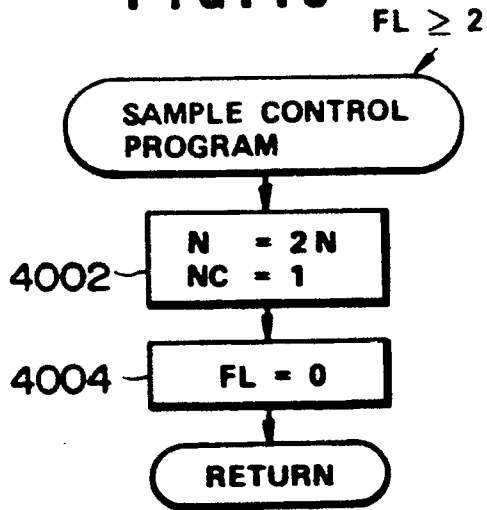 FL ≥ 2
SAMPLE CONTROL
PROGRAM
N = 2N
NC = 1
4002
FL = 0
4004
RETURN